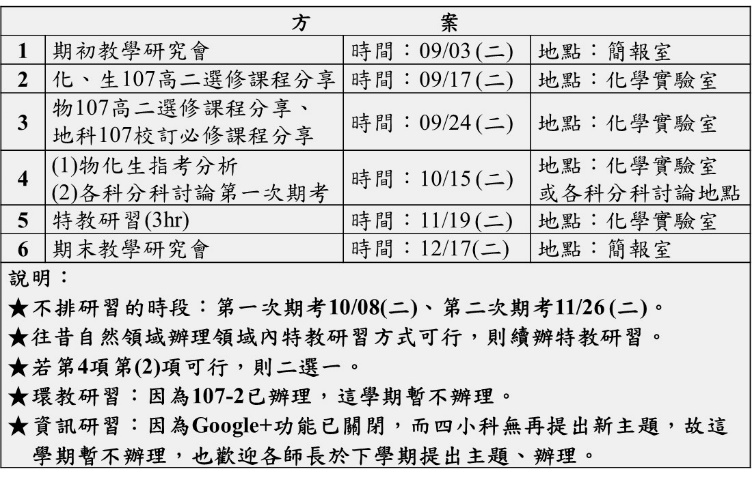 方 案
1 期初教學研究會 時間：09/03 (二) 地點：簡報室
2 化、生107高二選修課程分享 時間：09/17(二) 地點：化學實驗室
3 物107高二選修課程分享、
地科107校訂必修課程分享 時間：09/24 (二) 地點：化學實驗室
4 (1)物化生指考分析
(2)各科分科討論第一次期考 時間：10/15 (二) 地點：化學實驗室
或各科分科討論地點
5 特教研習(3hr) 時間：11/19 (二) 地點：化學實驗室
6 期末教學研究會 時間：12/17(二) 地點：簡報室
說明：
★不排研習的時段：第一次期考10/08(二)、第二次期考11/26 (二)。
★往昔自然領域辦理領域內特教研習方式可行，則續辦特教研習。
★若第4項第(2)項可行，則二選一。
★環教研習：因為107-2已辦理，這學期暫不辦理。
★資訊研習：因為Google+功能已關閉，而四小科無再提出新主題，故這
學期暫不辦理，也歡迎各師長於下學期提出主題、辦理。